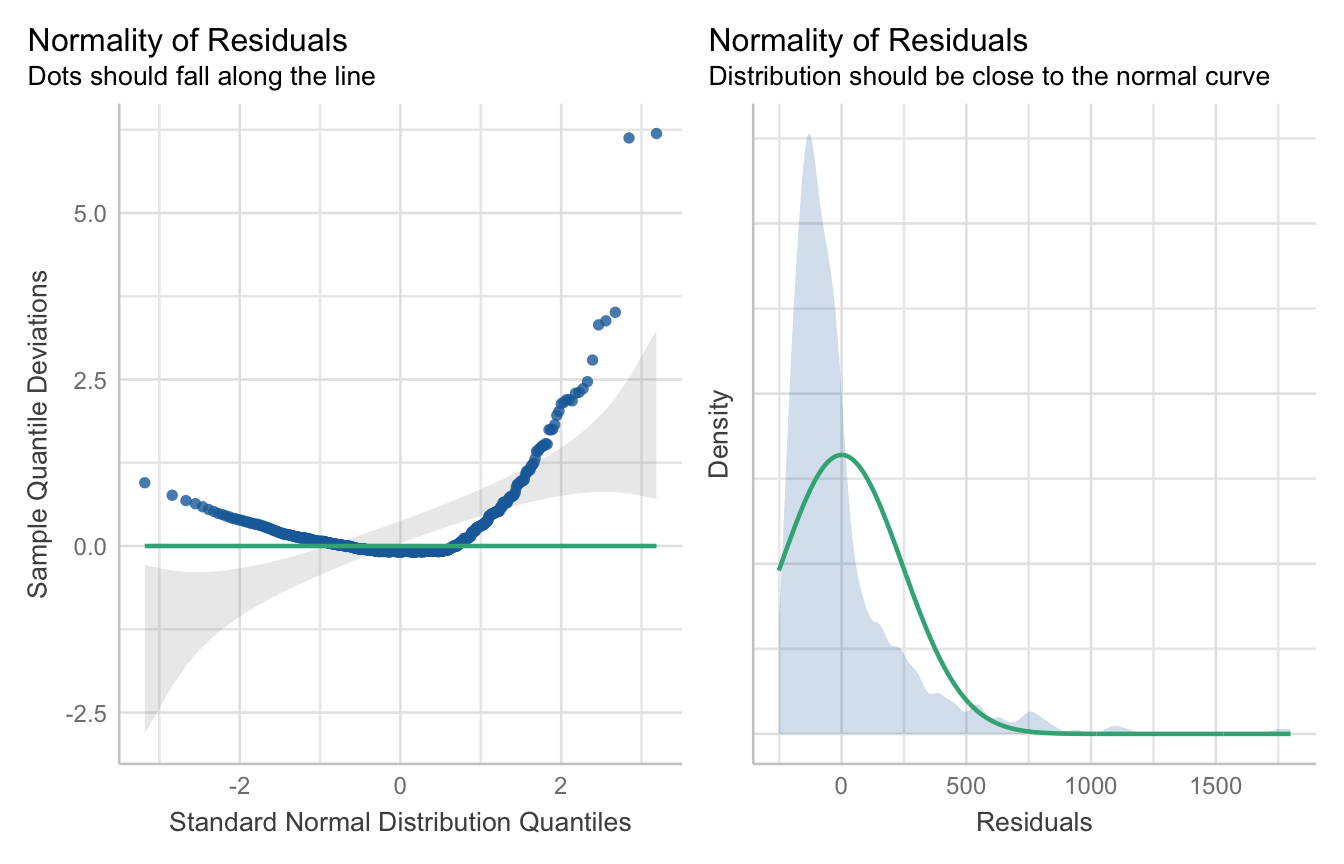 Normality of Residuals
Dots should fall along the line
5.0
2.5
0.0
-2.5
Sample Quantile Deviations
-2
0
2
Standard Normal Distribution Quantiles
Normality of Residuals
Distribution should be close to the normal curve
Density
0
500
1000
1500
Residuals